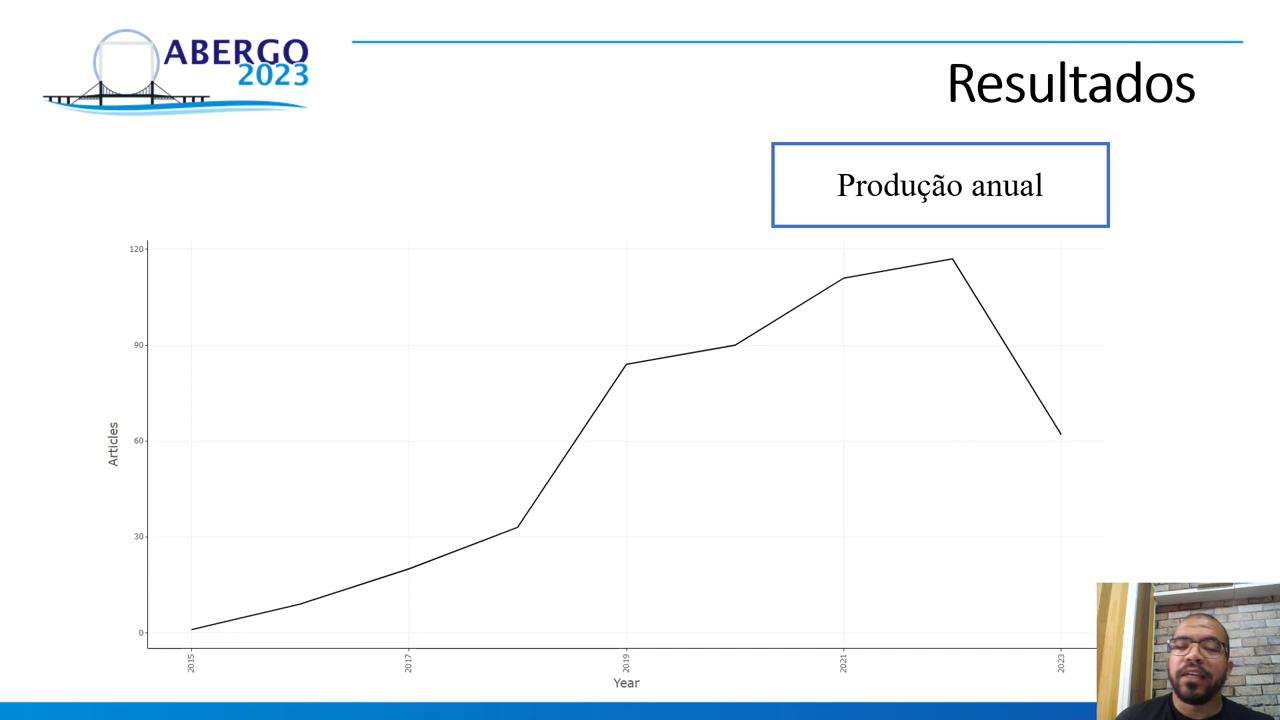 ABERGO
2023
Resultados
Produção anual
120
90
60
30
0
Articles
2015
2017
2019
2021
2023
Year